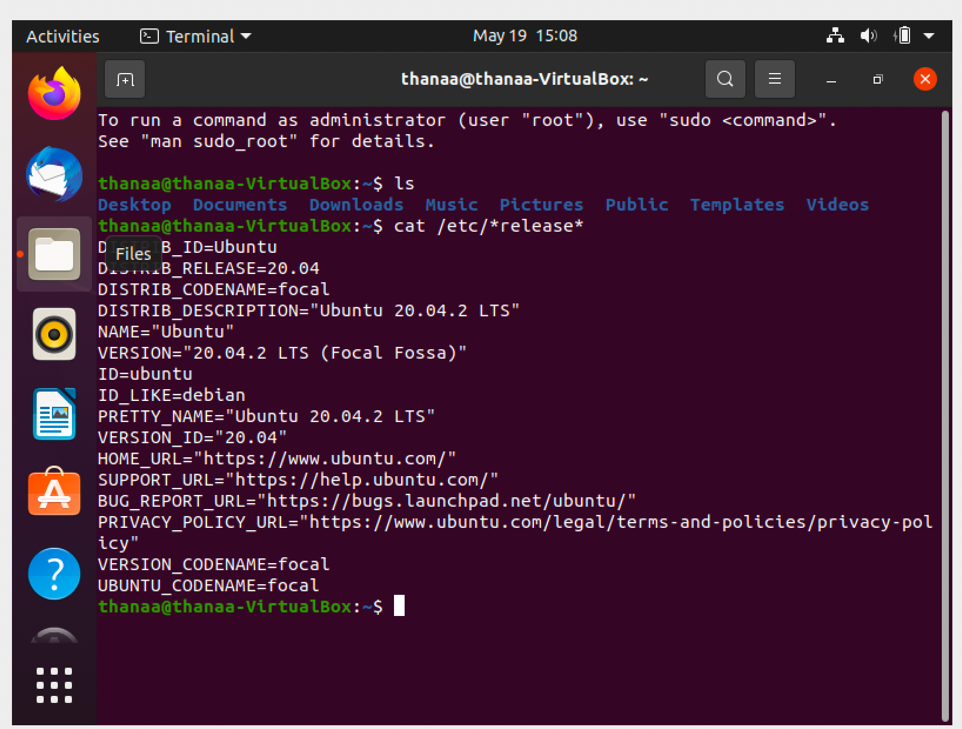 Activities Terminal May 19 15:08
thanaa@thanaa-VirtualBox: ~
To run a command as administrator (user "root"), use "sudo <command>".
See "man sudo_root" for details.
thanaa@thanaa-VirtualBox:~$ ls
Desktop Documents Downloads Music Pictures Public Templates Videos
thanaa@thanaa-VirtualBox:~$ cat /etc/*release*
DISTRIB_ID=Ubuntu
Files
DISTRIB_RELEASE=20.04
DISTRIB_CODENAME=focal
DISTRIB_DESCRIPTION="Ubuntu 20.04.2 LTS"
NAME="Ubuntu"
VERSION="20.04.2 LTS (Focal Fossa)"
ID=ubuntu
ID_LIKE=debian
PRETTY_NAME="Ubuntu 20.04.2 LTS"
VERSION_ID="20.04"
HOME_URL="https://www.ubuntu.com/"
SUPPORT_URL="https://help.ubuntu.com/"
BUG_REPORT_URL="https://bugs.launchpad.net/ubuntu/"
PRIVACY_POLICY_URL="https://www.ubuntu.com/legal/terms-and-policies/privacy-pol
icy"
VERSION_CODENAME=focal
UBUNTU_CODENAME=focal
thanaa@thanaa-VirtualBox:~$